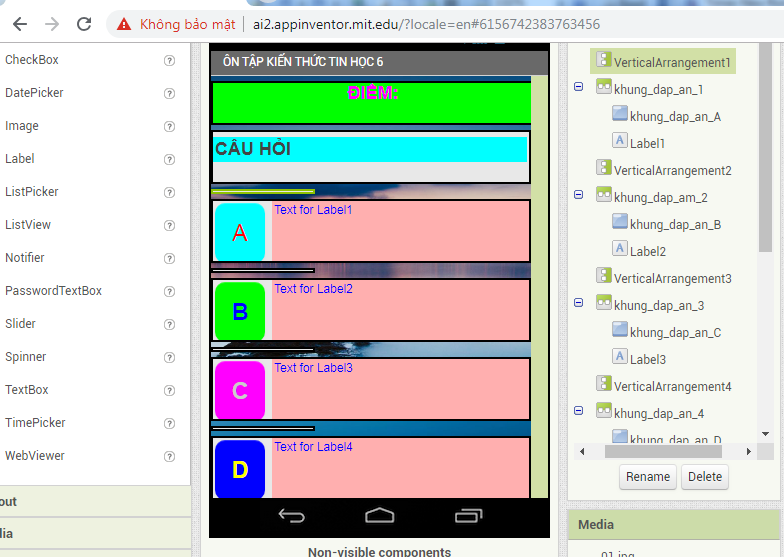 Không bảo mật
ai2.appinventor.mit.edu/?locale=en#6156742383763456
CheckBox
DatePicker
Image
Label
ListPicker
ListView
Notifier
PasswordTextBox
Slider
Spinner
TextBox
TimePicker
WebViewer
out
dia
ÔN TẬP KIẾN THỨC TIN HỌC 6
ĐIỂM:
CÂU HỎI
A
Text for Label1
B
Text for Label2
C
Text for Label3
D
Text for Label4
Non-visible components
VerticalArrangement1
khung_dap_an_1
khung_dap_an_A
Label1
VerticalArrangement2
khung_dap_am_2
khung_dap_an_B
Label2
VerticalArrangement3
khung_dap_an_3
khung_dap_an_C
Label3
VerticalArrangement4
khung_dap_an_4
khung_dap_an_D
Rename
Delete
Media
01.jpg